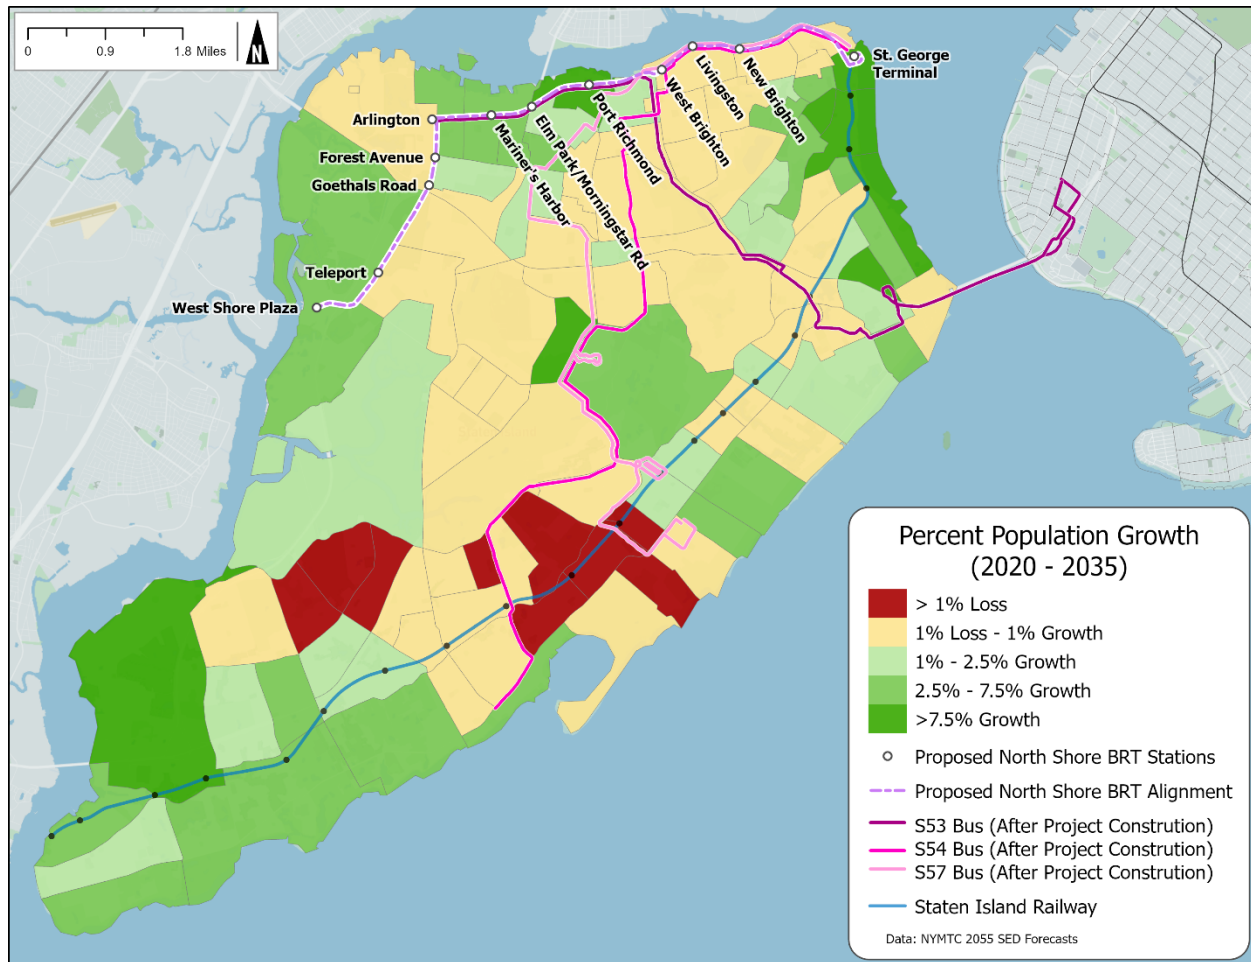 0 0.9 1.8 Miles
N
St. George
Terminal
New Brighton
Livingston
West Brighton
Port Richmond
Elm Park/Morningstar Rd
Mariner's Harbor
Arlington
Forest Avenue
Goethals Road
Teleport
West Shore Plaza
Percent Population Growth
(2020 - 2035)
> 1% Loss
1% Loss - 1% Growth
1% - 2.5% Growth
2.5% - 7.5% Growth
>7.5% Growth
Proposed North Shore BRT Stations
Proposed North Shore BRT Alignment
S53 Bus (After Project Constrution)
S54 Bus (After Project Constrution)
S57 Bus (After Project Constrution)
Staten Island Railway
Data: NYMTC 2055 SED Forecasts